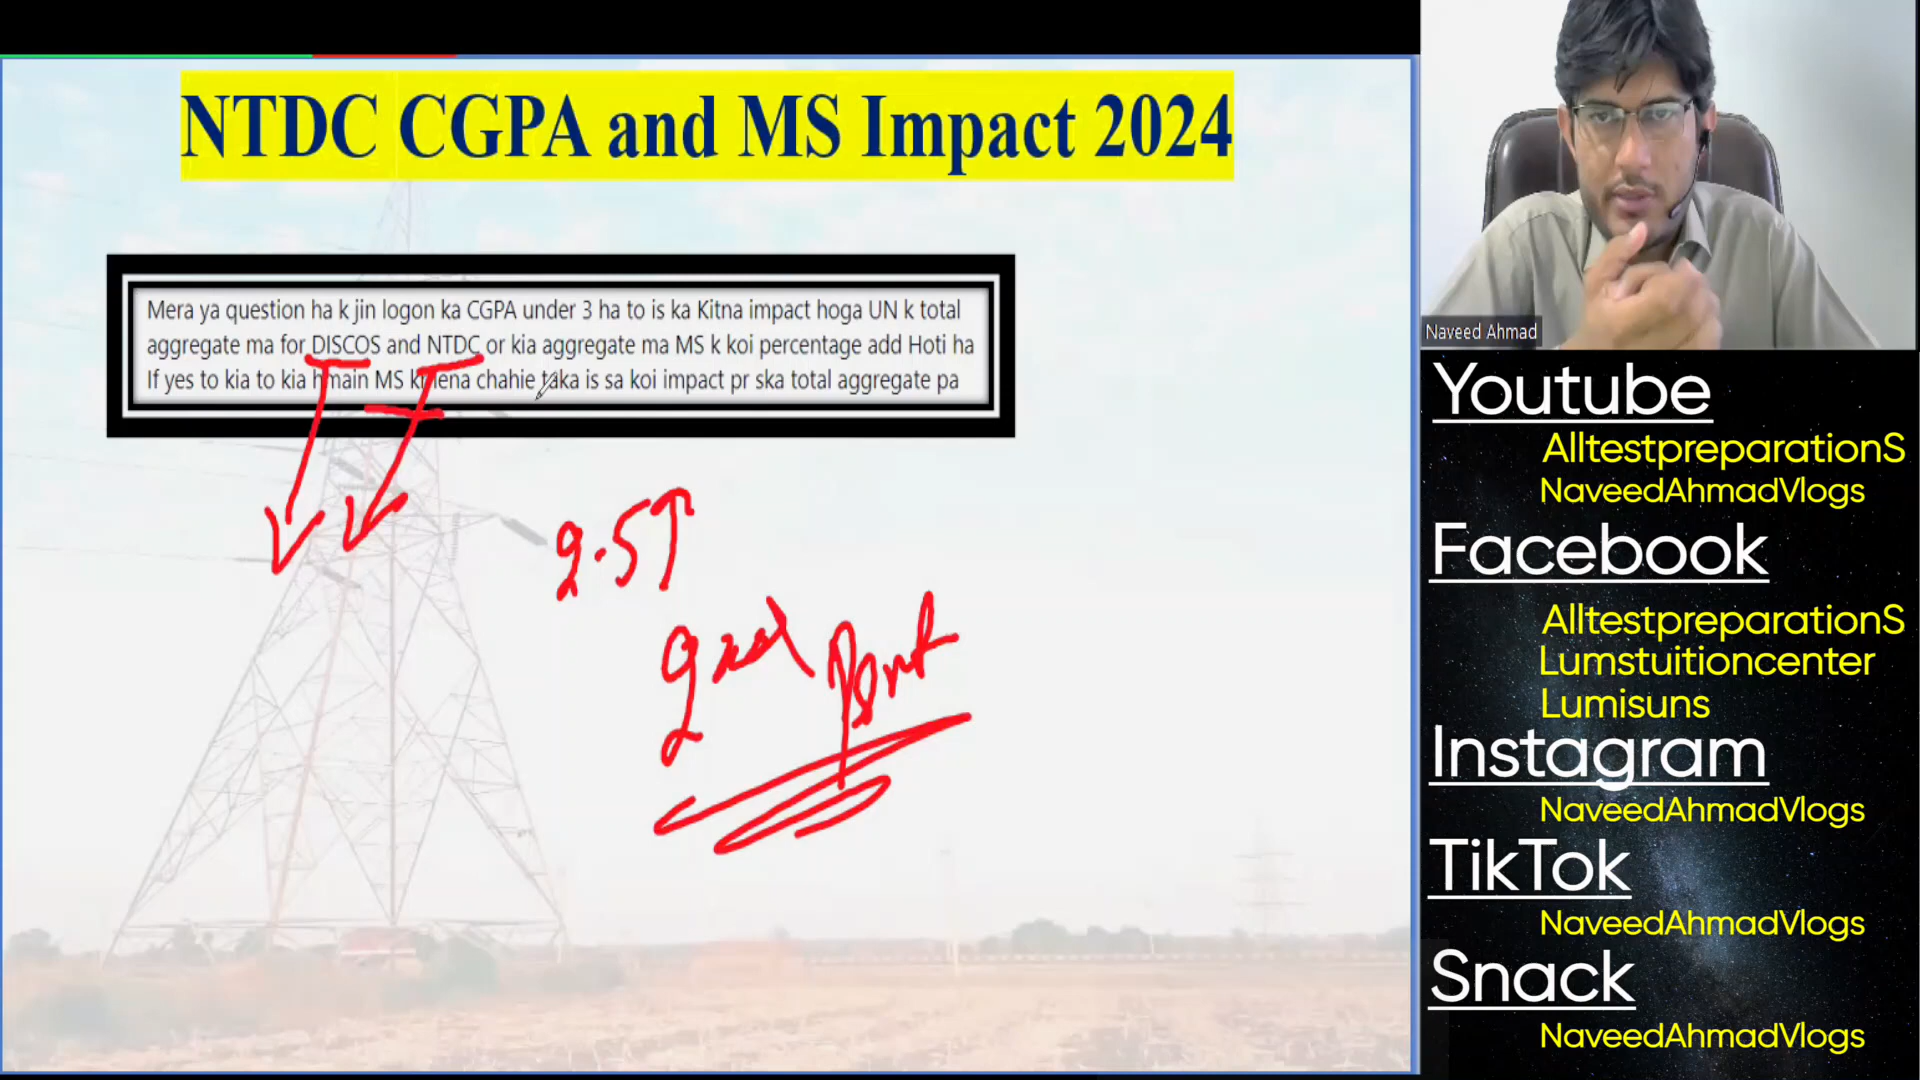 NTDC CGPA and MS Impact 2024
Mera ya question ha k jin logon ka CGPA under 3 ha to is ka Kitna impact hoga UN k total
aggregate ma for DISCOS and NTDC or kia aggregate ma MS k koi percentage add Hoti ha
If yes to kia to kia hmain MS kr lena chahie taka is sa koi impact pr ska total aggregate pa
2.5↑
Naveed Ahmad
Youtube
AlltestpreparationS
NaveedAhmadVlogs
Facebook
AlltestpreparationS
Lumstuitioncenter
Lumisuns
Instagram
NaveedAhmadVlogs
TikTok
NaveedAhmadVlogs
Snack
NaveedAhmadVlogs